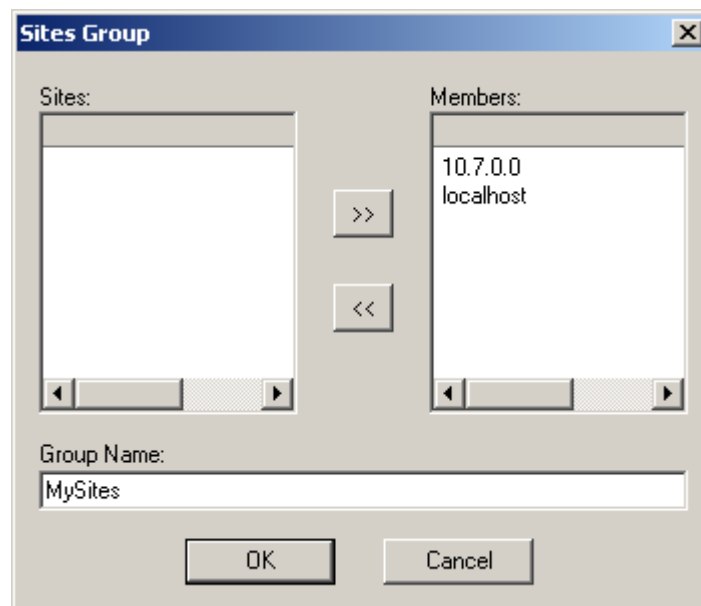 Sites Group
Sites:
Members:
10.7.0.0
localhost
>>
<<
Group Name:
MySites
OK
Cancel